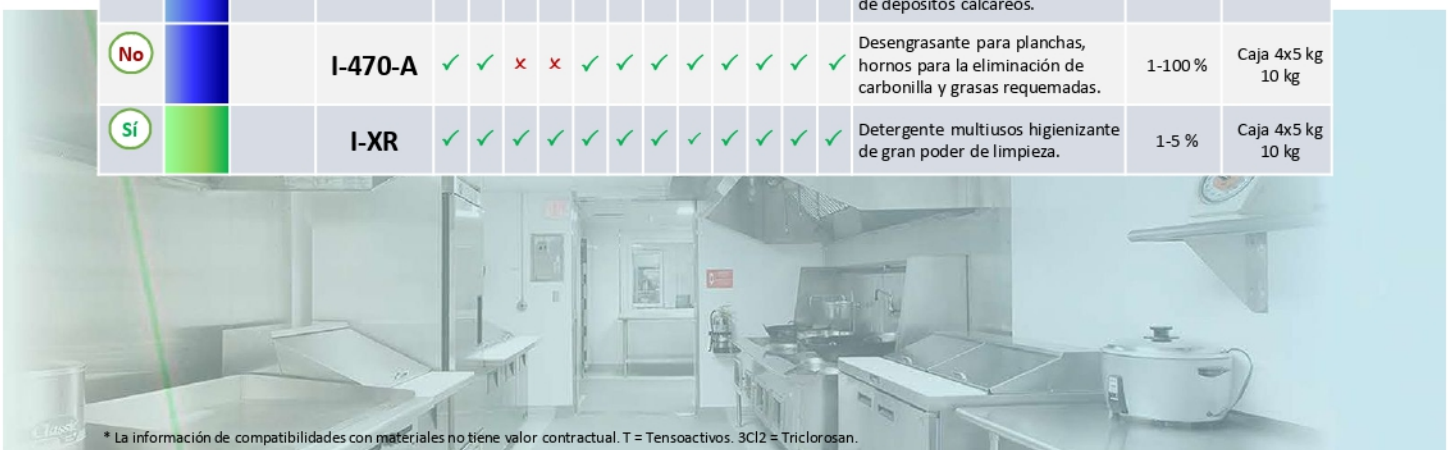 de depósitos calcáreos.
No
I-470-A
✓ ✓ x x ✓ ✓ ✓ ✓ ✓ ✓ ✓ ✓
Desengrasante para planchas,
hornos para la eliminación de
carbonilla y grasas requemadas.
1-100 %
Caja 4x5 kg
10 kg
Sí
I-XR
✓ ✓ ✓ ✓ ✓ ✓ ✓ ✓ ✓ ✓ ✓ ✓
Detergente multiusos higienizante
de gran poder de limpieza.
1-5 %
Caja 4x5 kg
10 kg
* La información de compatibilidades con materiales no tiene valor contractual. T = Tensoactivos. 3Cl2 = Triclorosan.